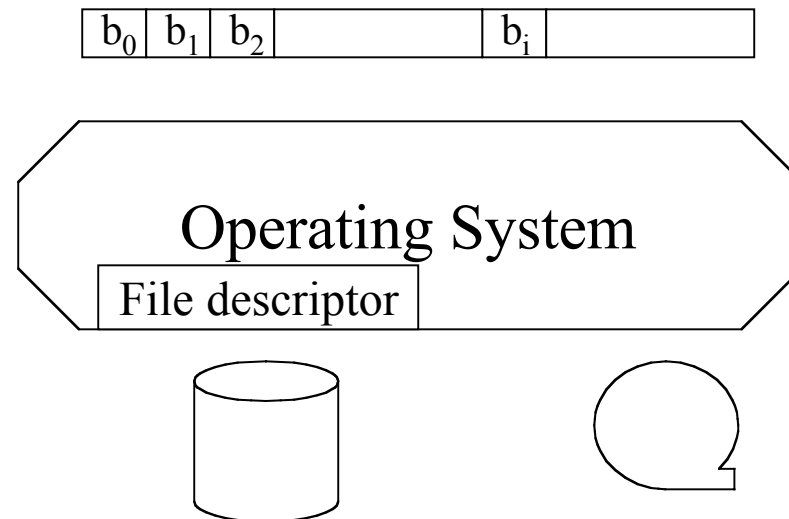 b₀ b₁ b₂ bᵢ
Operating System
File descriptor